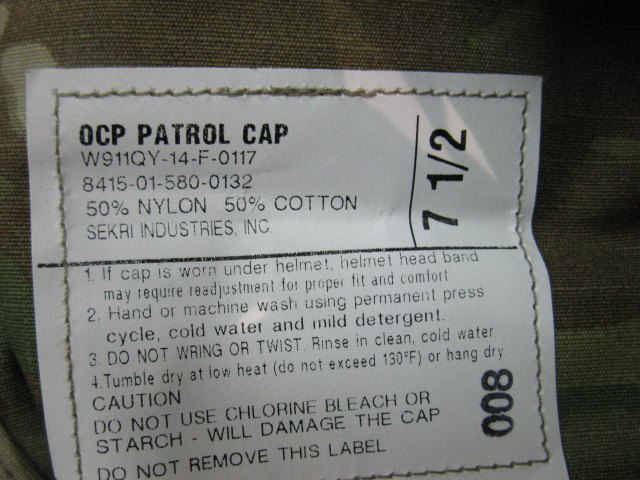 OCP PATROL CAP
W911QY-14-F-0117
8415-01-580-0132
50% NYLON 50% COTTON
SEKRI INDUSTRIES, INC.
7 1/2
1. If cap is worn under helmet, helmet head band
may require readjustment for proper fit and comfort.
2. Hand or machine wash using permanent press
cycle, cold water and mild detergent.
3. DO NOT WRING OR TWIST. Rinse in clean, cold water
4.Tumble dry at low heat (do not exceed 130°F) or hang dry
CAUTION
DO NOT USE CHLORINE BLEACH OR
STARCH - WILL DAMAGE THE CAP
DO NOT REMOVE THIS LABEL
008